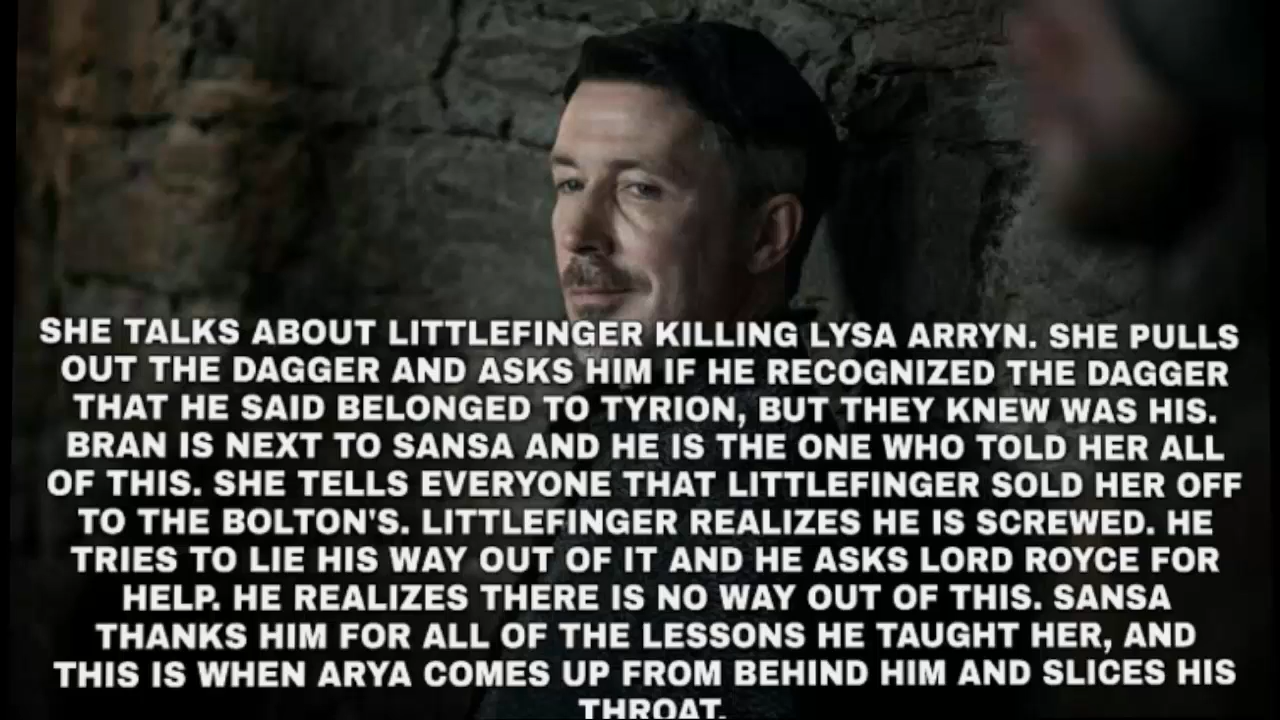 SHE TALKS ABOUT LITTLEFINGER KILLING LYSA ARRYN. SHE PULLS
OUT THE DAGGER AND ASKS HIM IF HE RECOGNIZED THE DAGGER
THAT HE SAID BELONGED TO TYRION, BUT THEY KNEW WAS HIS.
BRAN IS NEXT TO SANSA AND HE IS THE ONE WHO TOLD HER ALL
OF THIS. SHE TELLS EVERYONE THAT LITTLEFINGER SOLD HER OFF
TO THE BOLTON'S. LITTLEFINGER REALIZES HE IS SCREWED. HE
TRIES TO LIE HIS WAY OUT OF IT AND HE ASKS LORD ROYCE FOR
HELP. HE REALIZES THERE IS NO WAY OUT OF THIS. SANSA
THANKS HIM FOR ALL OF THE LESSONS HE TAUGHT HER, AND
THIS IS WHEN ARYA COMES UP FROM BEHIND HIM AND SLICES HIS
THROAT.